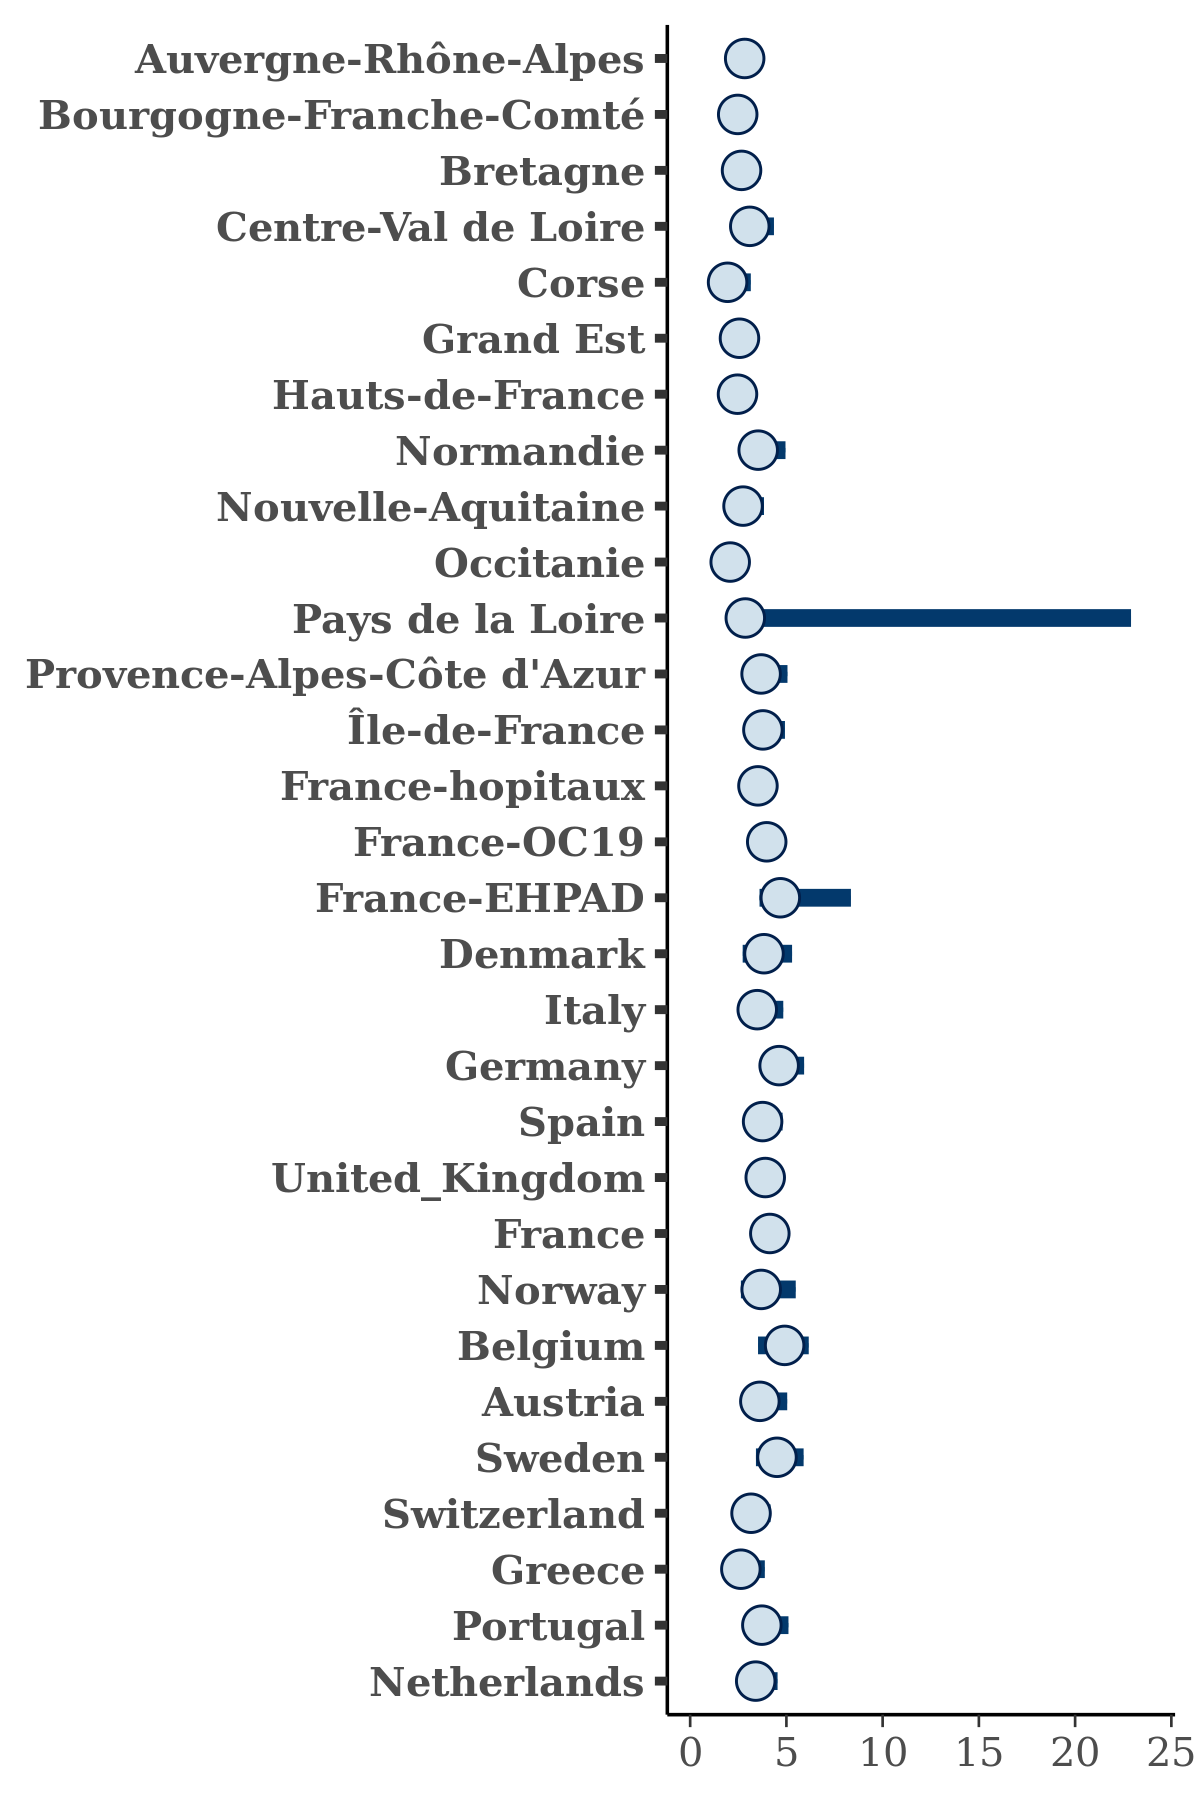 Auvergne-Rhône-Alpes
Bourgogne-Franche-Comté
Bretagne
Centre-Val de Loire
Corse
Grand Est
Hauts-de-France
Normandie
Nouvelle-Aquitaine
Occitanie
Pays de la Loire
Provence-Alpes-Côte d'Azur
Île-de-France
France-hopitaux
France-OC19
France-EHPAD
Denmark
Italy
Germany
Spain
United_Kingdom
France
Norway
Belgium
Austria
Sweden
Switzerland
Greece
Portugal
Netherlands
0 5 10 15 20 25